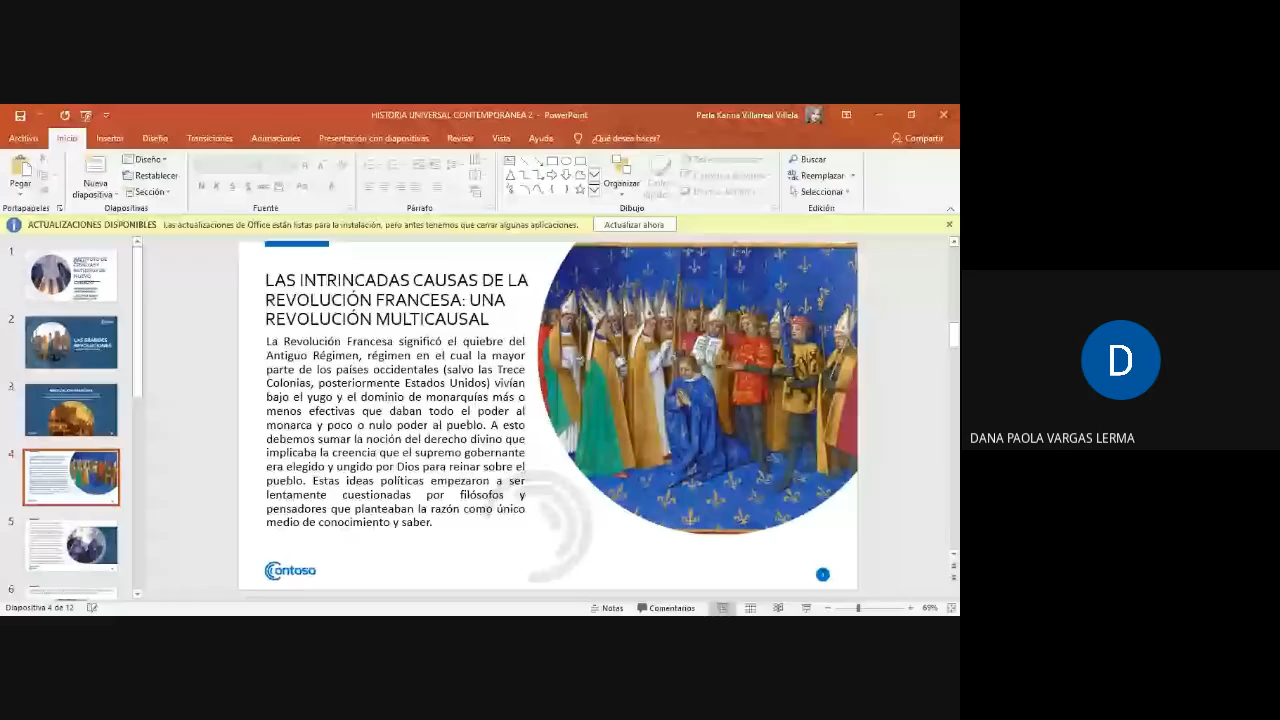 HISTORIA UNIVERSAL CONTEMPORANEA 2 - PowerPoint
Perla Karina Villarreal Villela
Archivo Inicio Insertar Diseño Transiciones Animaciones Presentación con diapositivas Revisar Vista Ayuda ¿Qué desea hacer? Compartir
Pegar
Nueva
diapositiva
Diseño
Restablecer
Sección
Organizar
Buscar
Reemplazar
Seleccionar
Portapapeles Diapositivas Fuente Párrafo Dibujo Edición
ACTUALIZACIONES DISPONIBLES Las actualizaciones de Office están listas para la instalación, pero antes tenemos que cerrar algunas aplicaciones. Actualizar ahora
1
2
LAS GRANDES
REVOLUCIONES
3
4
5
6
LAS INTRINCADAS CAUSAS DE LA
REVOLUCIÓN FRANCESA: UNA
REVOLUCIÓN MULTICAUSAL
La Revolución Francesa significó el quiebre del
Antiguo Régimen, régimen en el cual la mayor
parte de los países occidentales (salvo las Trece
Colonias, posteriormente Estados Unidos) vivían
bajo el yugo y el dominio de monarquías más o
menos efectivas que daban todo el poder al
monarca y poco o nulo poder al pueblo. A esto
debemos sumar la noción del derecho divino que
implicaba la creencia que el supremo gobernante
era elegido y ungido por Dios para reinar sobre el
pueblo. Estas ideas políticas empezaron a ser
lentamente cuestionadas por filósofos y
pensadores que planteaban la razón como único
medio de conocimiento y saber.
Contoso
Diapositiva 4 de 12
Notas Comentarios 69%
D
DANA PAOLA VARGAS LERMA